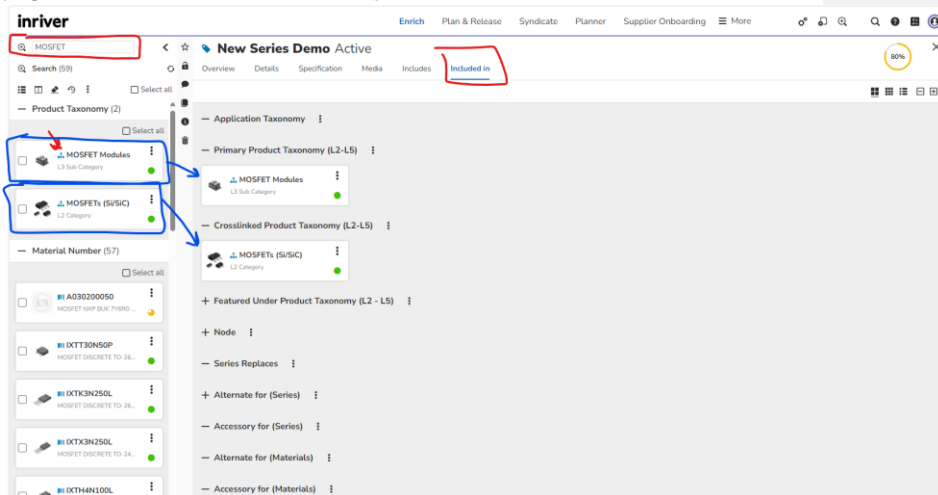 inriver
Enrich
Plan & Release
Syndicate
Planner
Supplier Onboarding
More
MOSFET
New Series Demo Active
80%
Search (59)
Overview
Details
Specification
Media
Includes
Included in
Select all
Product Taxonomy (2)
Select all
MOSFET Modules
L3 Sub Category
MOSFETs (Si/SiC)
L2 Category
Material Number (57)
Select all
A030200050
MOSFET NXP BUK 7Y6R0 ...
IXTT30N50P
MOSFET DISCRETE TO-26...
IXTK3N250L
MOSFET DISCRETE TO-26...
IXTX3N250L
MOSFET DISCRETE TO-24...
IXTH4N100L
Application Taxonomy
Primary Product Taxonomy (L2-L5)
MOSFET Modules
L3 Sub Category
Crosslinked Product Taxonomy (L2-L5)
MOSFETs (Si/SiC)
L2 Category
Featured Under Product Taxonomy (L2 - L5)
Node
Series Replaces
Alternate for (Series)
Accessory for (Series)
Alternate for (Materials)
Accessory for (Materials)